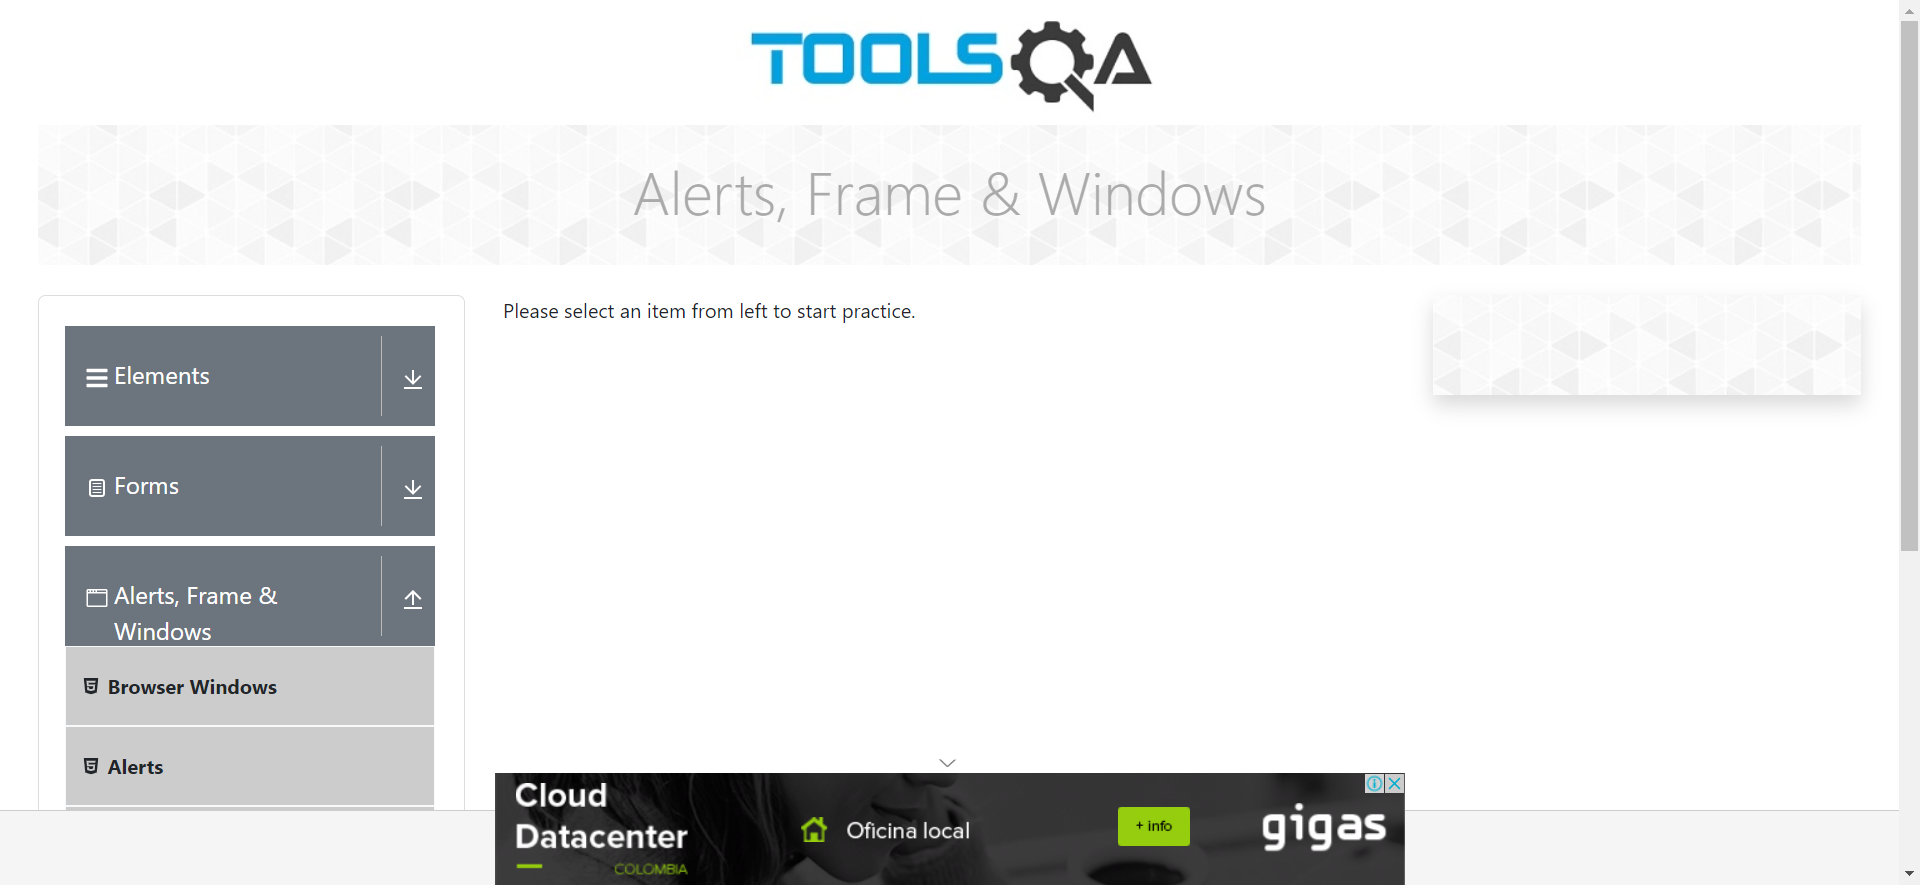 TOOLSQA
Alerts, Frame & Windows
Elements
Forms
Alerts, Frame &
Windows
Browser Windows
Alerts
Please select an item from left to start practice.
Cloud
Datacenter
COLOMBIA
Oficina local
+ info
gigas